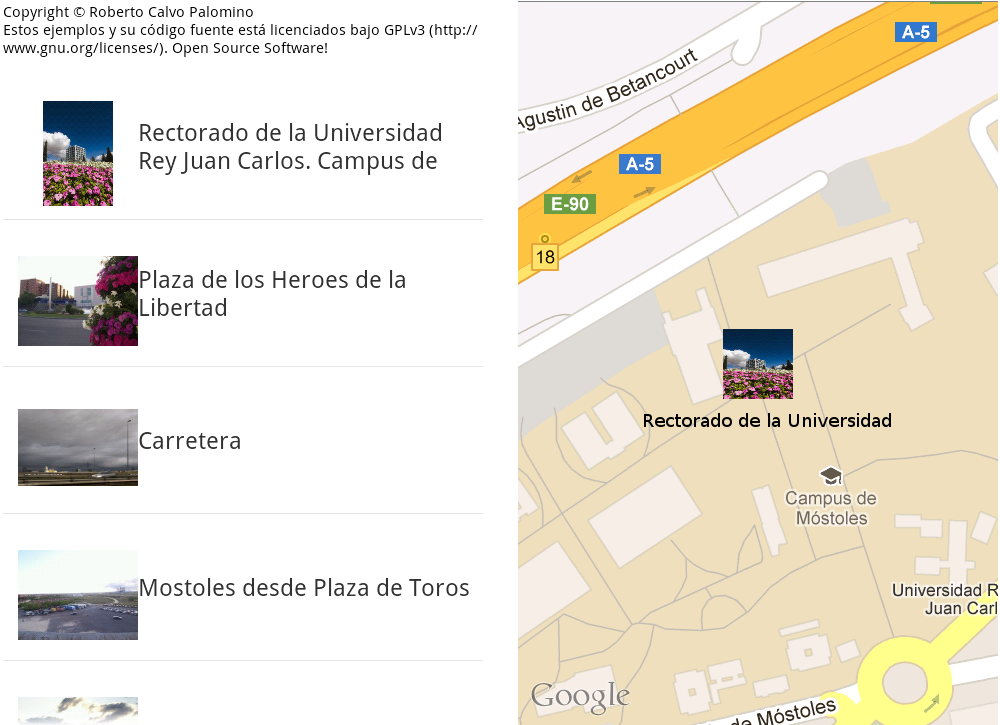 Copyright © Roberto Calvo Palomino
Estos ejemplos y su código fuente está licenciados bajo GPLv3 (http://
www.gnu.org/licenses/). Open Source Software!
Rectorado de la Universidad
Rey Juan Carlos. Campus de
Plaza de los Heroes de la
Libertad
Carretera
Mostoles desde Plaza de Toros
A-5
Agustin de Betancourt
A-5
E-90
18
Rectorado de la Universidad
Campus de
Móstoles
Universidad R
Juan Carl
Google
de Móstoles